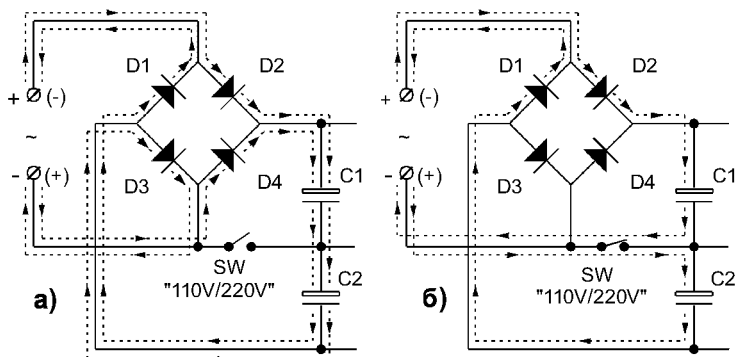 D1
D2
+
(-)
~
-
(+)
D3
D4
C1
SW
"110V/220V"
C2
а)
D1
D2
+
(-)
~
-
(+)
D3
D4
C1
SW
"110V/220V"
C2
б)